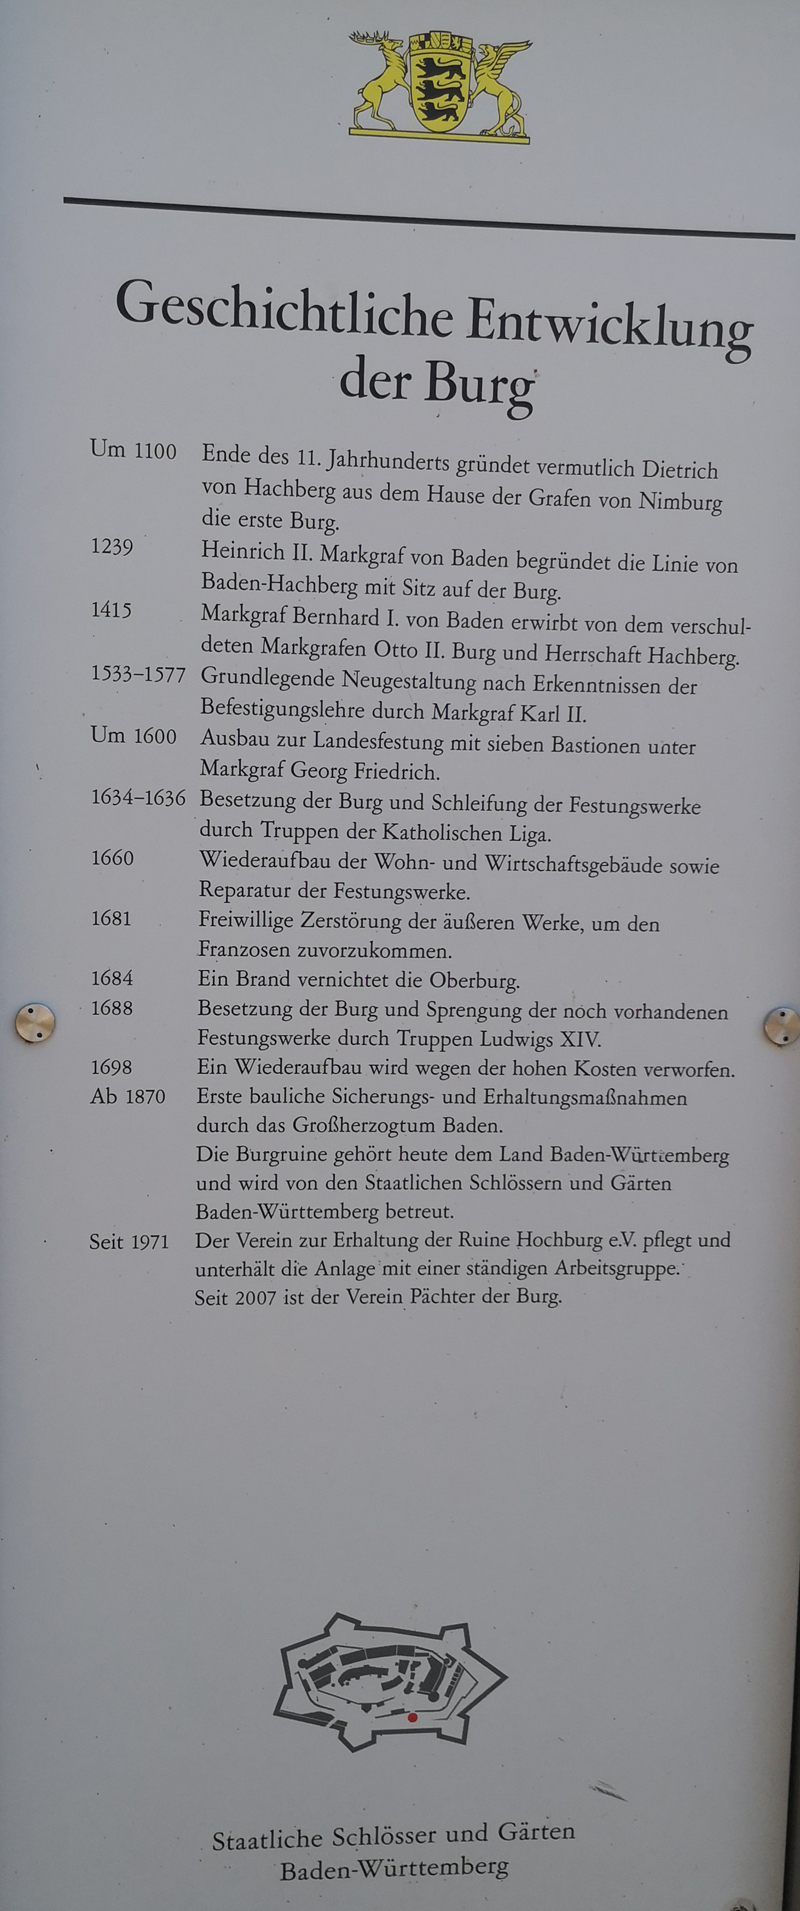 Geschichtliche Entwicklung
der Burg
Um 1100 Ende des 11. Jahrhunderts gründet vermutlich Dietrich
von Hachberg aus dem Hause der Grafen von Nimburg
die erste Burg.
1239 Heinrich II. Markgraf von Baden begründet die Linie von
Baden-Hachberg mit Sitz auf der Burg.
1415 Markgraf Bernhard I. von Baden erwirbt von dem verschul-
deten Markgrafen Otto II. Burg und Herrschaft Hachberg.
1533–1577 Grundlegende Neugestaltung nach Erkenntnissen der
Befestigungslehre durch Markgraf Karl II.
Um 1600 Ausbau zur Landesfestung mit sieben Bastionen unter
Markgraf Georg Friedrich.
1634–1636 Besetzung der Burg und Schleifung der Festungswerke
durch Truppen der Katholischen Liga.
1660 Wiederaufbau der Wohn- und Wirtschaftsgebäude sowie
Reparatur der Festungswerke.
1681 Freiwillige Zerstörung der äußeren Werke, um den
Franzosen zuvorzukommen.
1684 Ein Brand vernichtet die Oberburg.
1688 Besetzung der Burg und Sprengung der noch vorhandenen
Festungswerke durch Truppen Ludwigs XIV.
1698 Ein Wiederaufbau wird wegen der hohen Kosten verworfen.
Ab 1870 Erste bauliche Sicherungs- und Erhaltungsmaßnahmen
durch das Großherzogtum Baden.
Die Burgruine gehört heute dem Land Baden-Württemberg
und wird von den Staatlichen Schlössern und Gärten
Baden-Württemberg betreut.
Seit 1971 Der Verein zur Erhaltung der Ruine Hochburg e.V. pflegt und
unterhält die Anlage mit einer ständigen Arbeitsgruppe.
Seit 2007 ist der Verein Pächter der Burg.
Staatliche Schlösser und Gärten
Baden-Württemberg